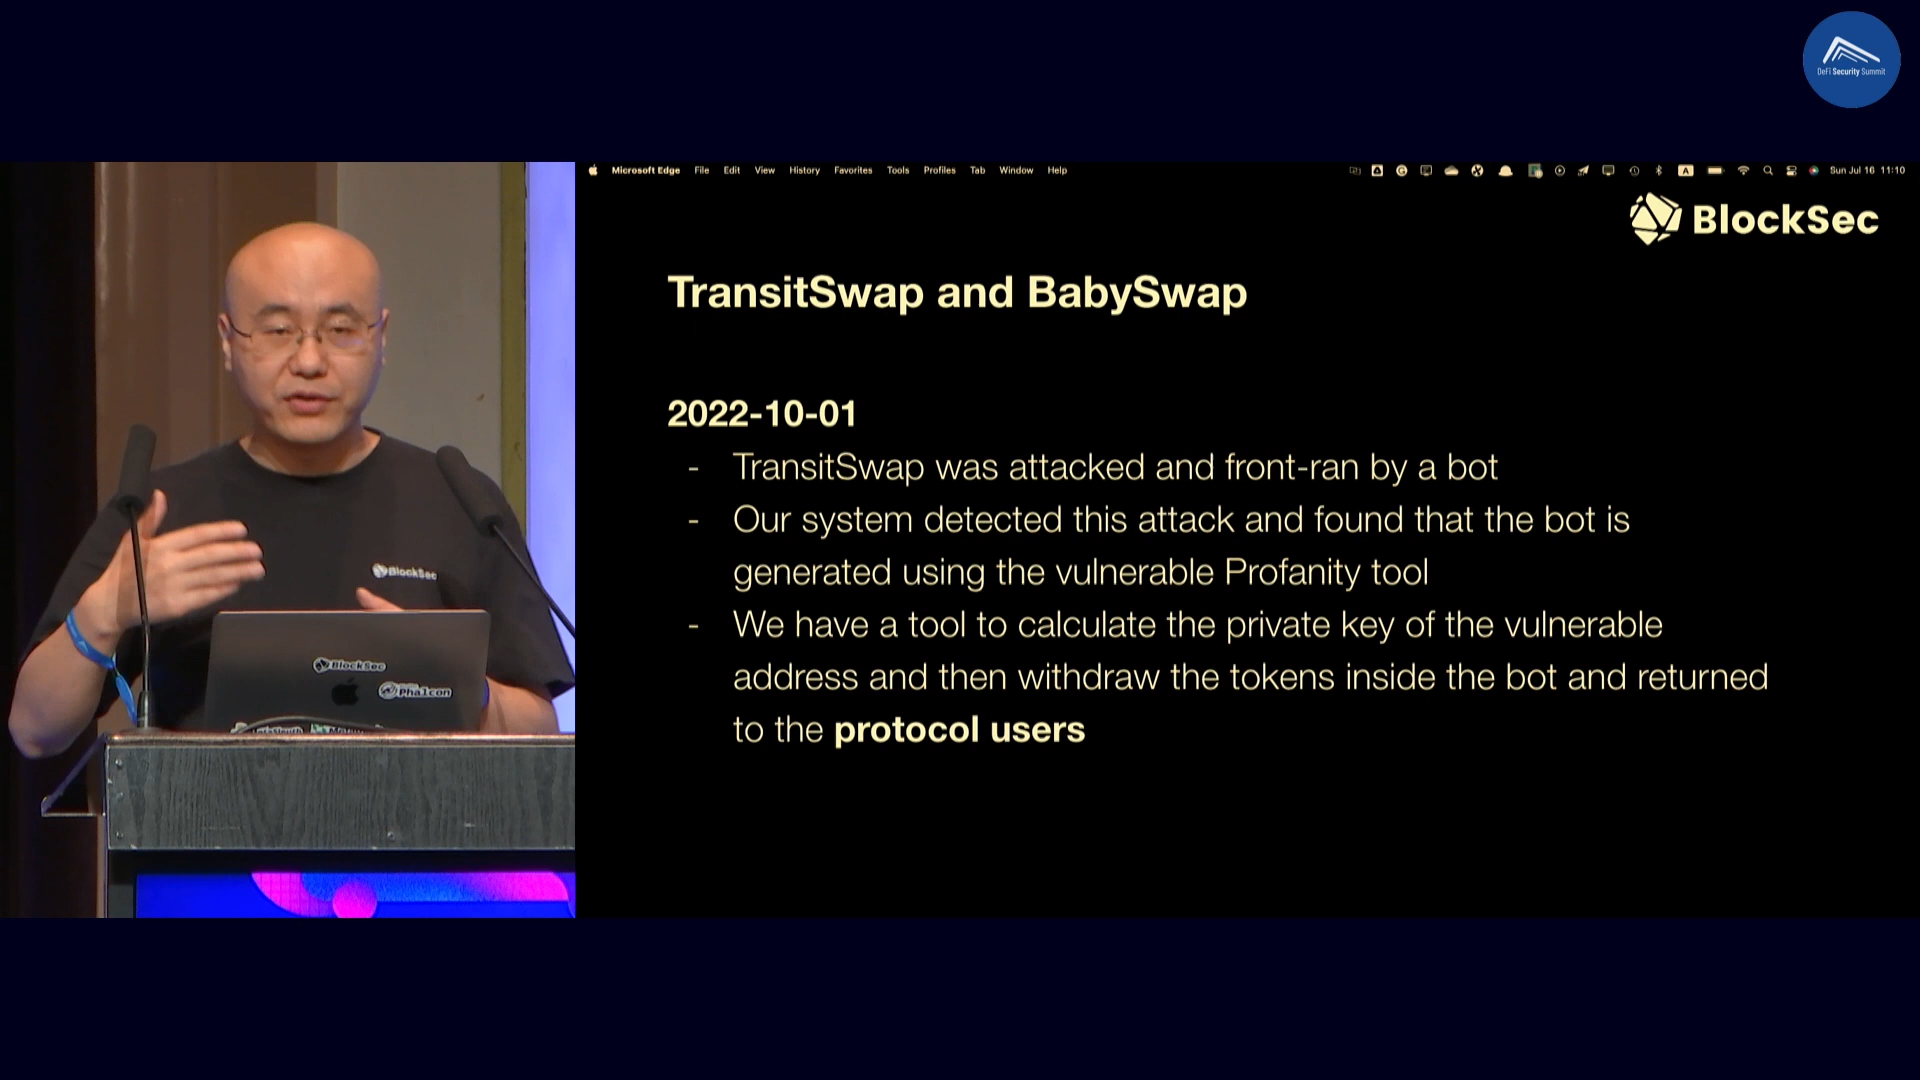 DeFi Security Summit
Microsoft Edge File Edit View History Favorites Tools Profiles Tab Window Help
A
Sun Jul 16 11:10
BlockSec
TransitSwap and BabySwap
2022-10-01
- TransitSwap was attacked and front-ran by a bot
- Our system detected this attack and found that the bot is
generated using the vulnerable Profanity tool
- We have a tool to calculate the private key of the vulnerable
address and then withdraw the tokens inside the bot and returned
to the protocol users
BlockSec
BlockSec
Phalcon